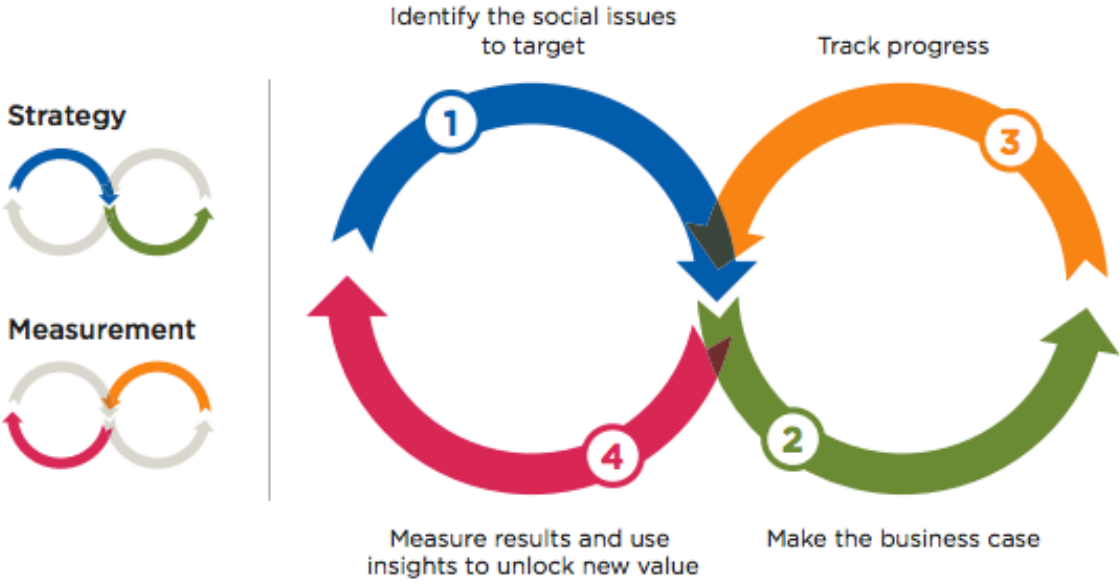 Identify the social issues
to target
Track progress
Strategy
1
3
Measurement
4
2
Measure results and use
insights to unlock new value
Make the business case